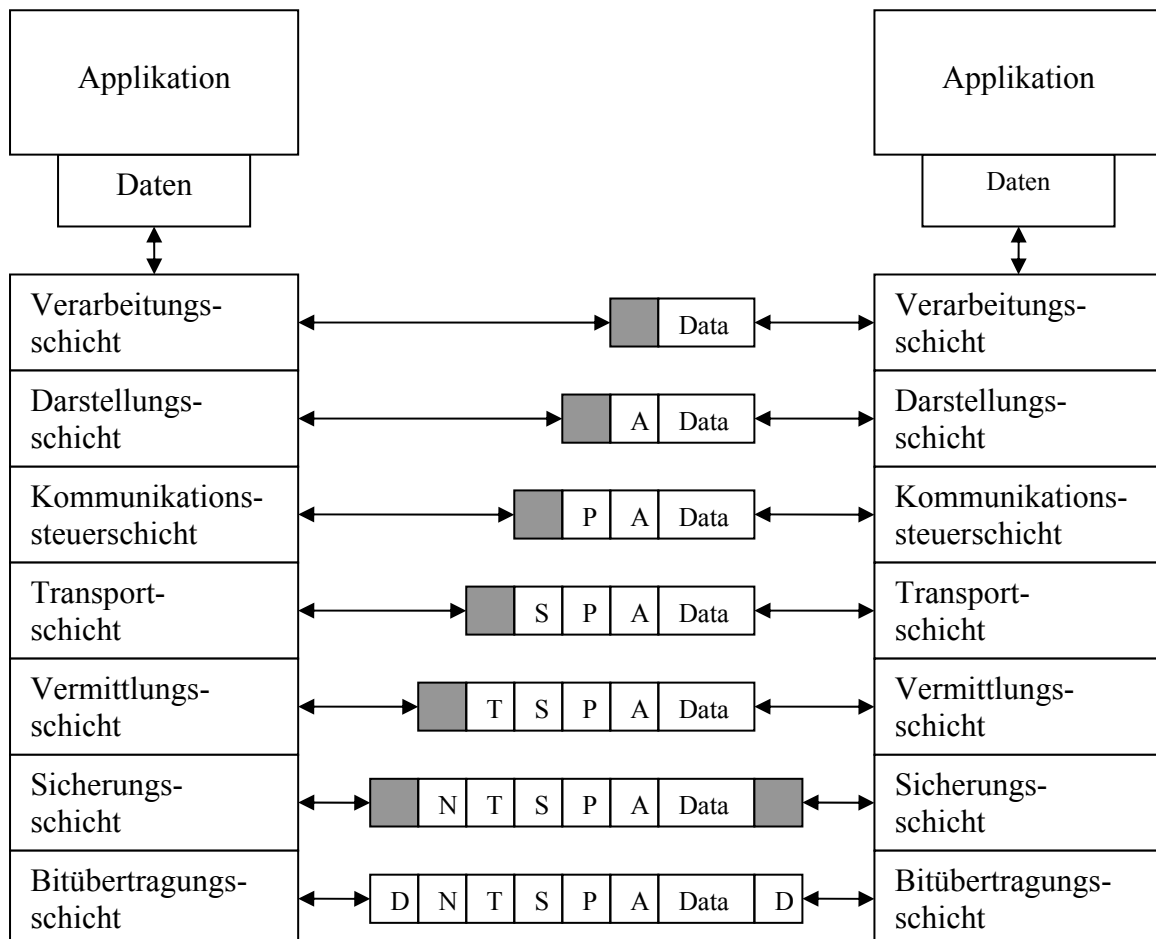 Applikation
Applikation
Daten
Daten
Verarbeitungs-
schicht
Data
Verarbeitungs-
schicht
Darstellungs-
schicht
A Data
Darstellungs-
schicht
Kommunikations-
steuerschicht
P A Data
Kommunikations-
steuerschicht
Transport-
schicht
S P A Data
Transport-
schicht
Vermittlungs-
schicht
T S P A Data
Vermittlungs-
schicht
Sicherungs-
schicht
N T S P A Data
Sicherungs-
schicht
Bitübertragungs-
schicht
D N T S P A Data D
Bitübertragungs-
schicht